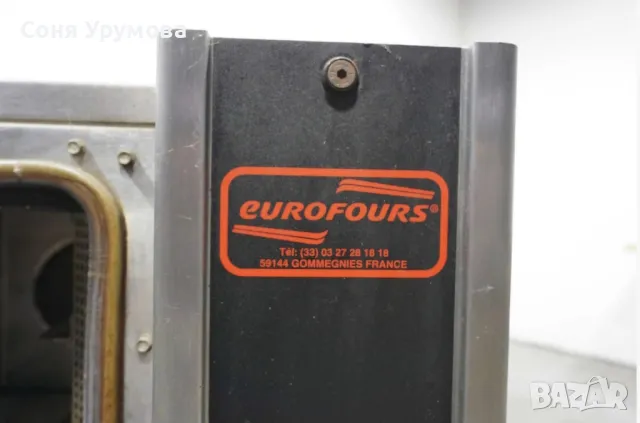 Соня Урумова
eUROFOURS®
Tél: (33) 03 27 28 18 18
59144 GOMMEGNIES FRANCE
BAZAR